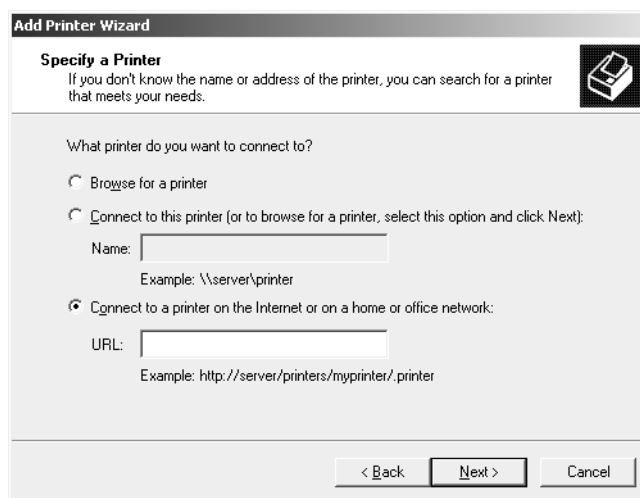 Add Printer Wizard
Specify a Printer
If you don't know the name or address of the printer, you can search for a printer
that meets your needs.
What printer do you want to connect to?
Browse for a printer
Connect to this printer (or to browse for a printer, select this option and click Next):
Name:
Example: \\server\printer
Connect to a printer on the Internet or on a home or office network:
URL:
Example: http://server/printers/myprinter/.printer
< Back Next > Cancel